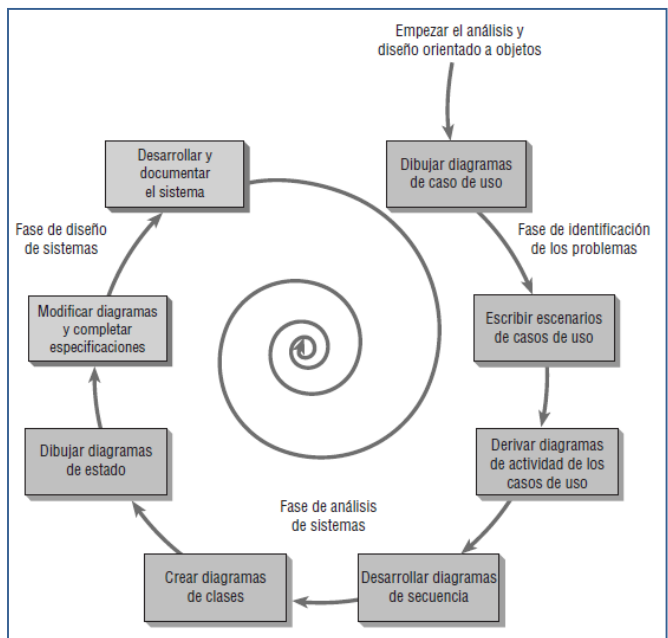 Empezar el análisis y
diseño orientado a objetos
Dibujar diagramas
de caso de uso
Fase de identificación
de los problemas
Escribir escenarios
de casos de uso
Derivar diagramas
de actividad de los
casos de uso
Desarrollar diagramas
de secuencia
Fase de análisis
de sistemas
Crear diagramas
de clases
Dibujar diagramas
de estado
Modificar diagramas
y completar
especificaciones
Fase de diseño
de sistemas
Desarrollar y
documentar
el sistema